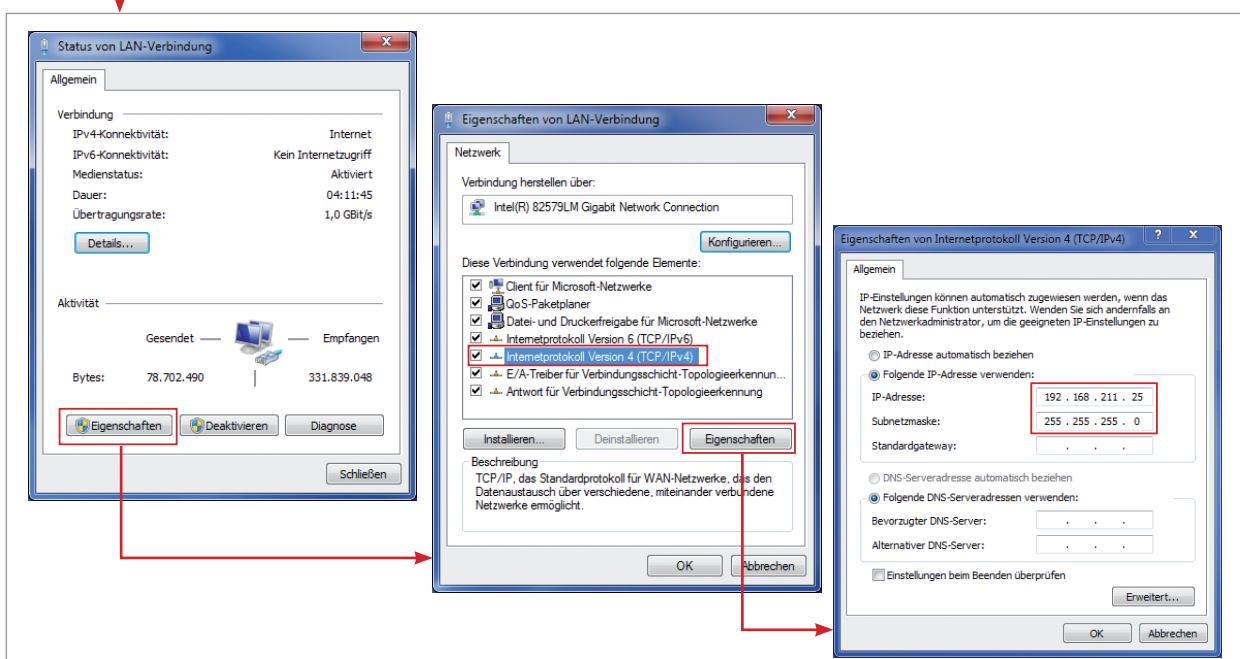 Status von LAN-Verbindung
Allgemein
Verbindung
IPv4-Konnektivität: Internet
IPv6-Konnektivität: Kein Internetzugriff
Medienstatus: Aktiviert
Dauer: 04:11:45
Übertragungsrate: 1,0 GBit/s
Details...
Aktivität
Gesendet — — Empfangen
Bytes: 78.702.490 331.839.048
Eigenschaften Deaktivieren Diagnose
Schließen
Eigenschaften von LAN-Verbindung
Netzwerk
Verbindung herstellen über:
Intel(R) 82579LM Gigabit Network Connection
Konfigurieren...
Diese Verbindung verwendet folgende Elemente:
Client für Microsoft-Netzwerke
QoS-Paketplaner
Datei- und Druckerfreigabe für Microsoft-Netzwerke
Internetprotokoll Version 6 (TCP/IPv6)
Internetprotokoll Version 4 (TCP/IPv4)
E/A-Treiber für Verbindungsschicht-Topologieerkennun...
Antwort für Verbindungsschicht-Topologieerkennung
Installieren... Deinstallieren Eigenschaften
Beschreibung
TCP/IP, das Standardprotokoll für WAN-Netzwerke, das den
Datenaustausch über verschiedene, miteinander verbundene
Netzwerke ermöglicht.
OK Abbrechen
Eigenschaften von Internetprotokoll Version 4 (TCP/IPv4)
Allgemein
IP-Einstellungen können automatisch zugewiesen werden, wenn das
Netzwerk diese Funktion unterstützt. Wenden Sie sich andernfalls an
den Netzwerkadministrator, um die geeigneten IP-Einstellungen zu
beziehen.
IP-Adresse automatisch beziehen
Folgende IP-Adresse verwenden:
IP-Adresse: 192 . 168 . 211 . 25
Subnetzmaske: 255 . 255 . 255 . 0
Standardgateway: . . .
DNS-Serveradresse automatisch beziehen
Folgende DNS-Serveradressen verwenden:
Bevorzugter DNS-Server: . . .
Alternativer DNS-Server: . . .
Einstellungen beim Beenden überprüfen
Erweitert...
OK Abbrechen